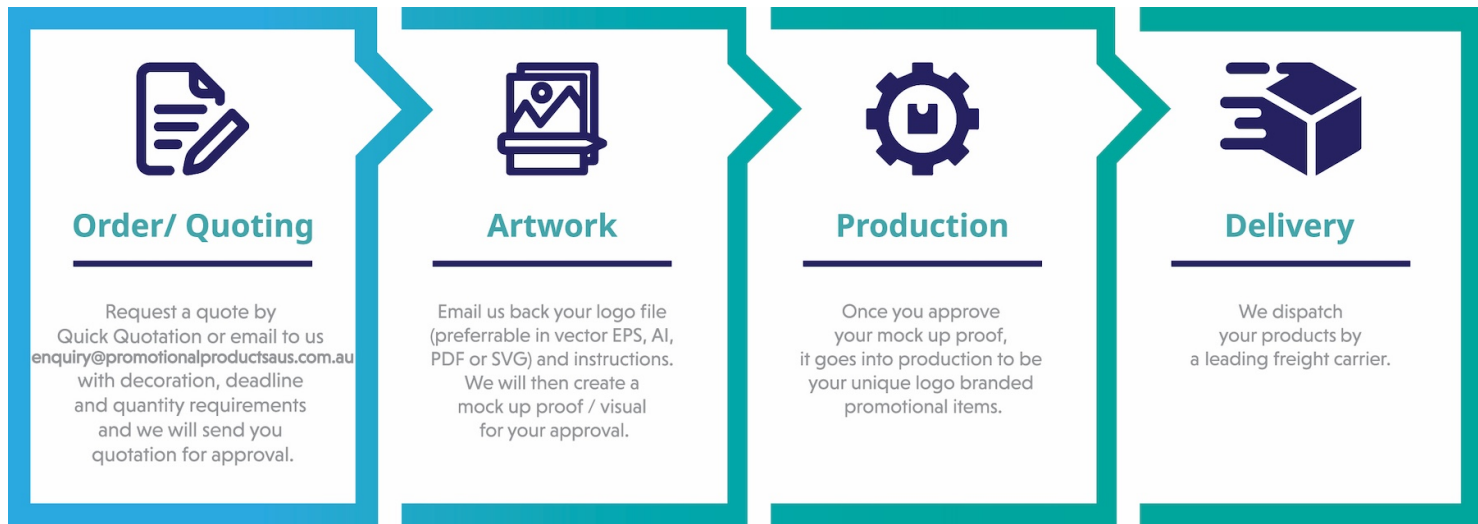 Order/ Quoting
Request a quote by
Quick Quotation or email to us
enquiry@promotionalproductsaus.com.au
with decoration, deadline
and quantity requirements
and we will send you
quotation for approval.
Artwork
Email us back your logo file
(preferrable in vector EPS, AI,
PDF or SVG) and instructions.
We will then create a
mock up proof / visual
for your approval.
Production
Once you approve
your mock up proof,
it goes into production to be
your unique logo branded
promotional items.
Delivery
We dispatch
your products by
a leading freight carrier.